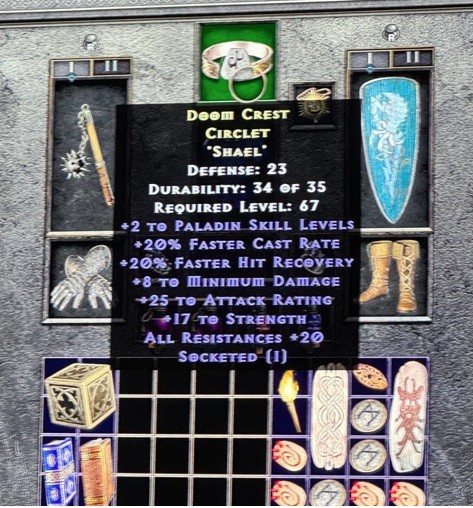 I
II
I
II
Doom Crest
Circlet
'Shael'
Defense: 23
Durability: 34 of 35
Required Level: 67
+2 to Paladin Skill Levels
+20% Faster Cast Rate
+20% Faster Hit Recovery
+8 to Minimum Damage
+25 to Attack Rating
+17 to Strength
All Resistances +20
Socketed (1)